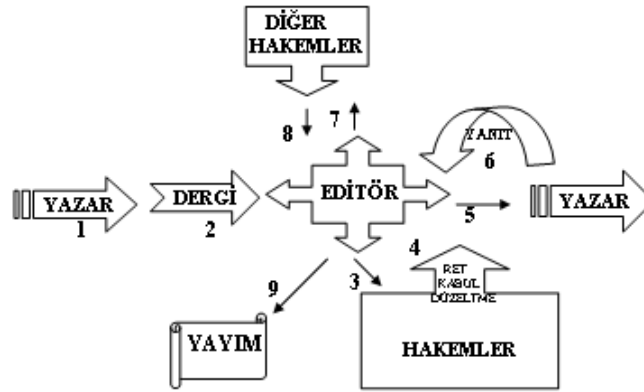 DİĞER
HAKEMLER
8
7
YANIT
6
YAZAR
1
DERGİ
2
EDİTÖR
5
YAZAR
4
RET
KABUL
DÜZELTME
3
9
YAYIM
HAKEMLER